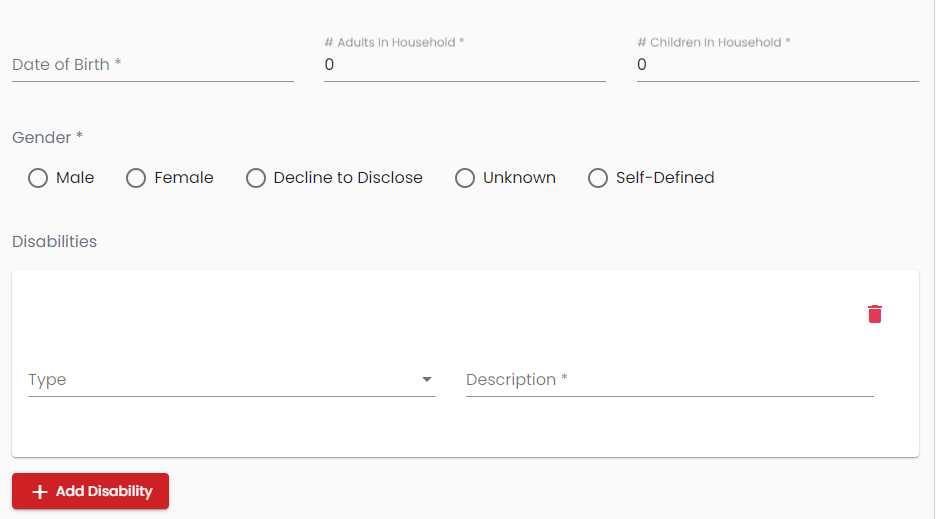 Date of Birth *
# Adults In Household *
0
# Children In Household *
0
Gender *
Male Female Decline to Disclose Unknown Self-Defined
Disabilities
Type Description *
+ Add Disability